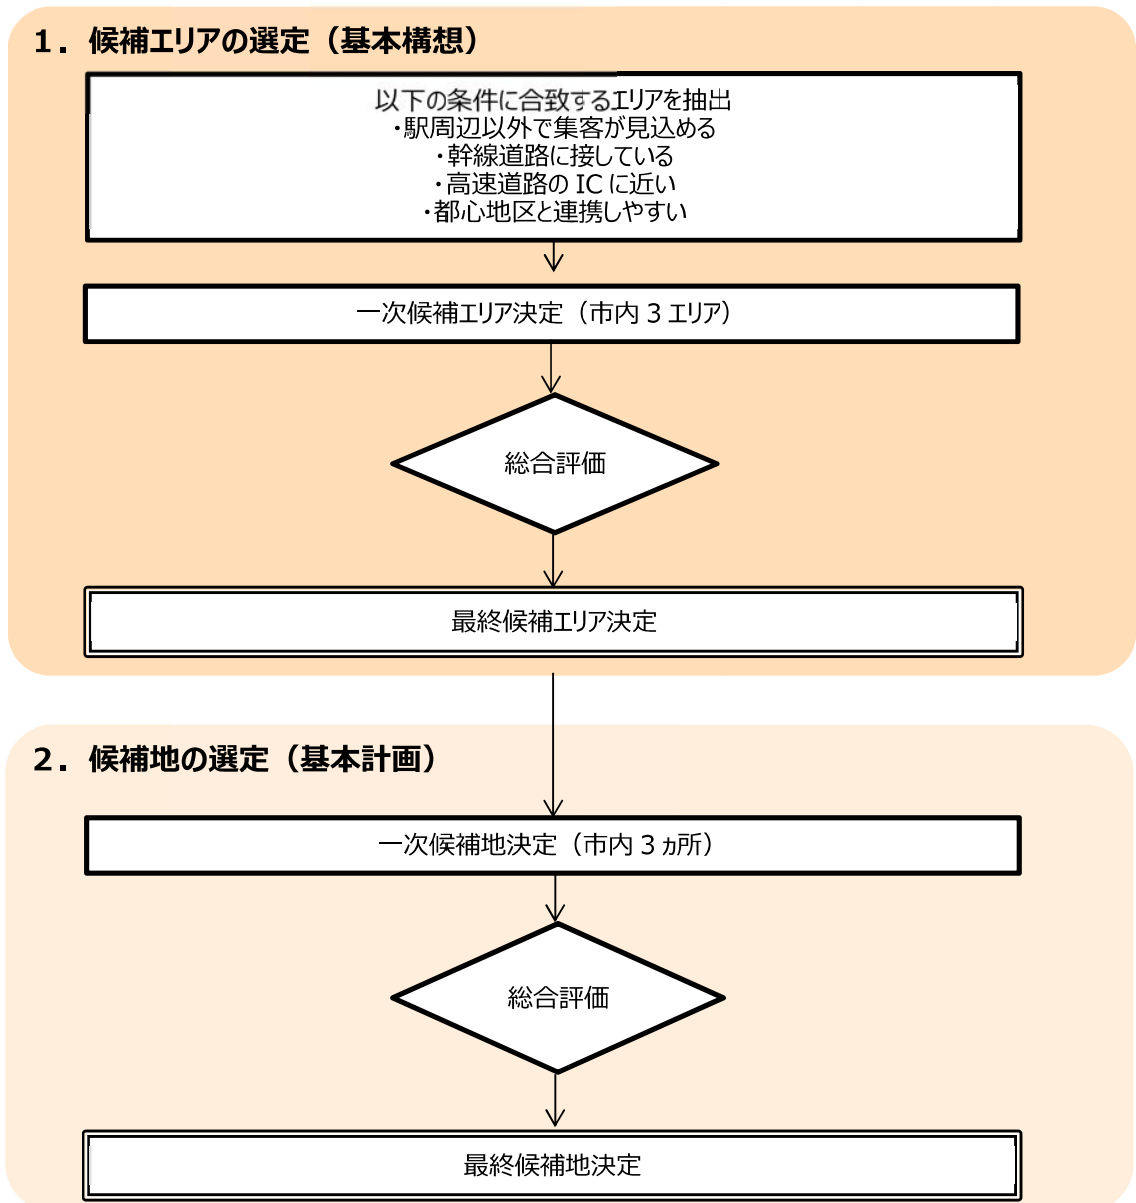 1．候補エリアの選定（基本構想）
以下の条件に合致するエリアを抽出
・駅周辺以外で集客が見込める
・幹線道路に接している
・高速道路の IC に近い
・都心地区と連携しやすい
一次候補エリア決定（市内 3 エリア）
総合評価
最終候補エリア決定
2．候補地の選定（基本計画）
一次候補地決定（市内 3 ヵ所）
総合評価
最終候補地決定